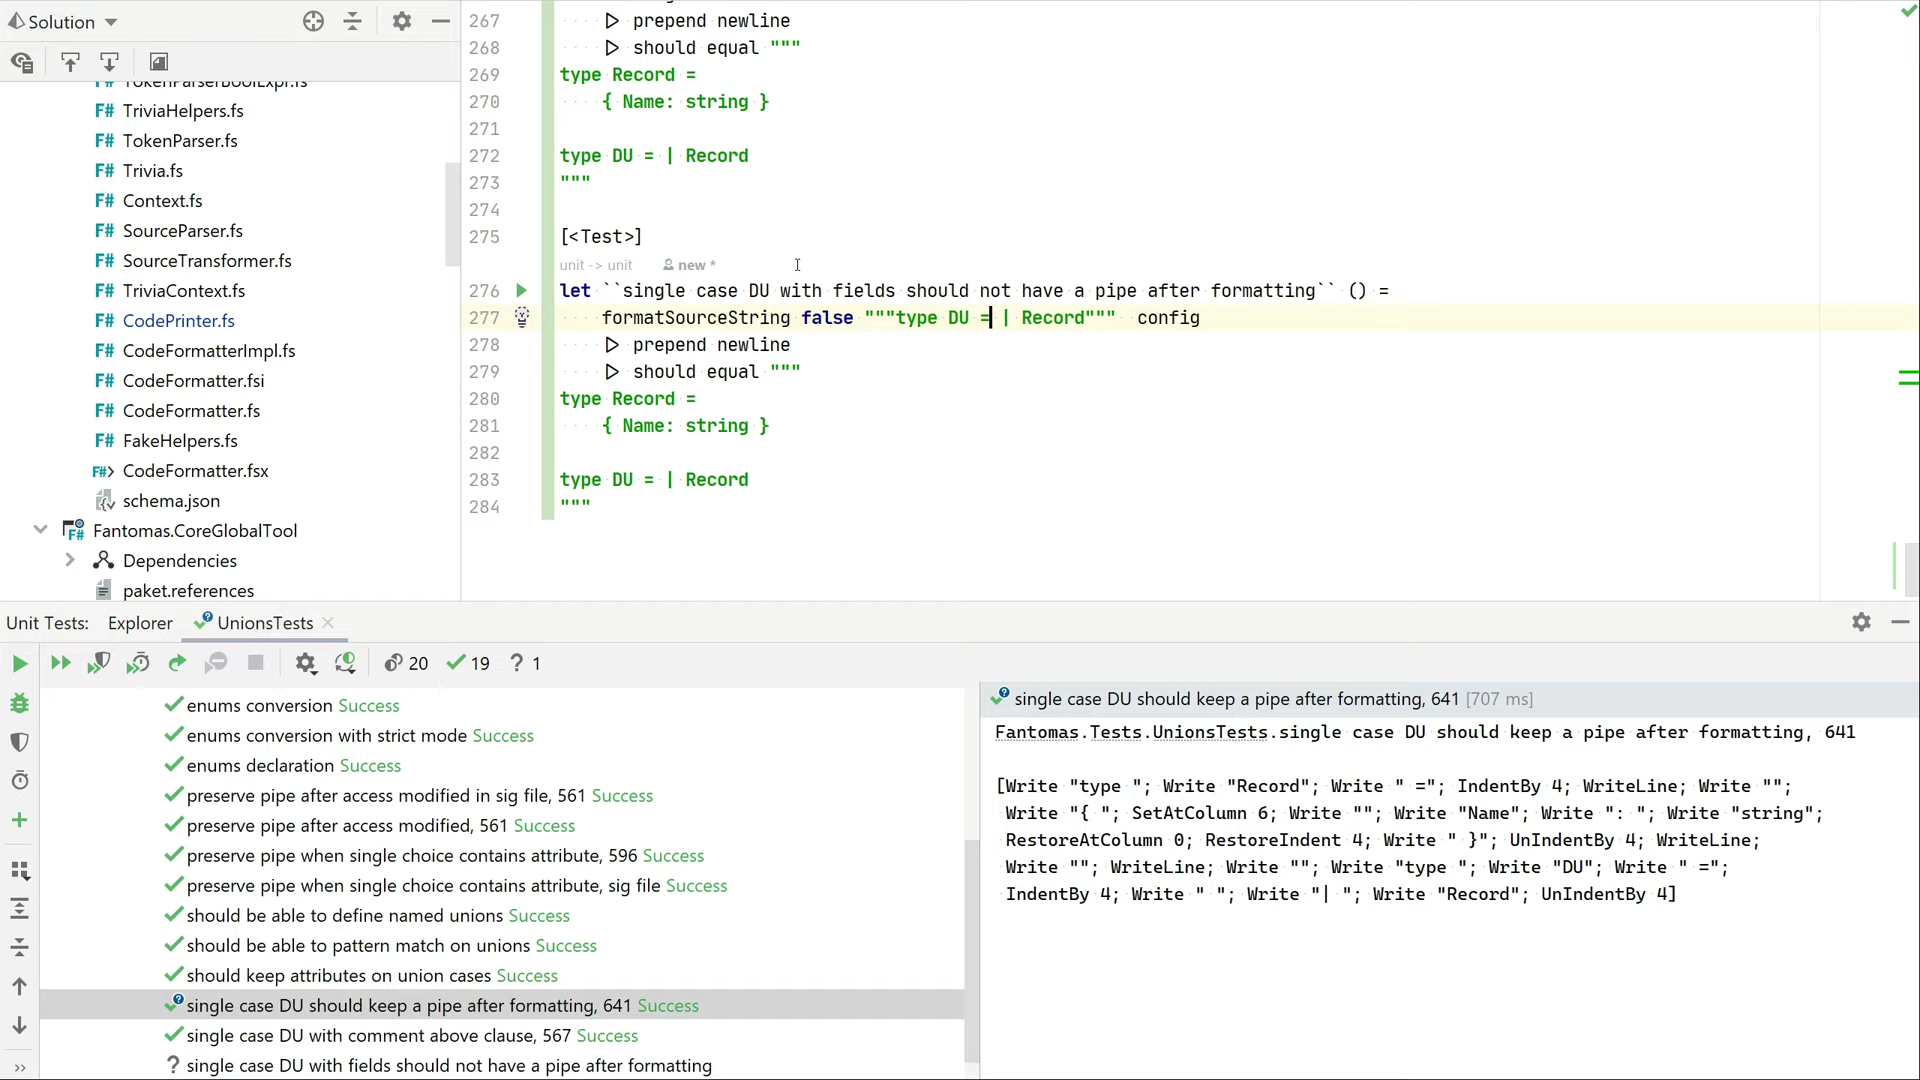 Solution
TokenParserBoolExpr.fs
TriviaHelpers.fs
TokenParser.fs
Trivia.fs
Context.fs
SourceParser.fs
SourceTransformer.fs
TriviaContext.fs
CodePrinter.fs
CodeFormatterImpl.fs
CodeFormatter.fsi
CodeFormatter.fs
FakeHelpers.fs
CodeFormatter.fsx
schema.json
Fantomas.CoreGlobalTool
Dependencies
paket.references
267 |> prepend newline
268 |> should equal """
269 type Record =
270 { Name: string }
271
272 type DU = | Record
273 """
274
275 [<Test>]
unit -> unit new *
276 let ``single case DU with fields should not have a pipe after formatting`` () =
277 formatSourceString false """type DU = | Record""" config
278 |> prepend newline
279 |> should equal """
280 type Record =
281 { Name: string }
282
283 type DU = | Record
284 """
Unit Tests: Explorer UnionsTests
20 19 ? 1
enums conversion Success
enums conversion with strict mode Success
enums declaration Success
preserve pipe after access modified in sig file, 561 Success
preserve pipe after access modified, 561 Success
preserve pipe when single choice contains attribute, 596 Success
preserve pipe when single choice contains attribute, sig file Success
should be able to define named unions Success
should be able to pattern match on unions Success
should keep attributes on union cases Success
single case DU should keep a pipe after formatting, 641 Success
single case DU with comment above clause, 567 Success
? single case DU with fields should not have a pipe after formatting
single case DU should keep a pipe after formatting, 641 [707 ms]
Fantomas.Tests.UnionsTests.single case DU should keep a pipe after formatting, 641
[Write "type "; Write "Record"; Write " ="; IndentBy 4; WriteLine; Write "";
Write "{ "; SetAtColumn 6; Write ""; Write "Name"; Write ": "; Write "string";
RestoreAtColumn 0; RestoreIndent 4; Write " }"; UnIndentBy 4; WriteLine;
Write ""; WriteLine; Write ""; Write "type "; Write "DU"; Write " =";
IndentBy 4; Write " "; Write "| "; Write "Record"; UnIndentBy 4]